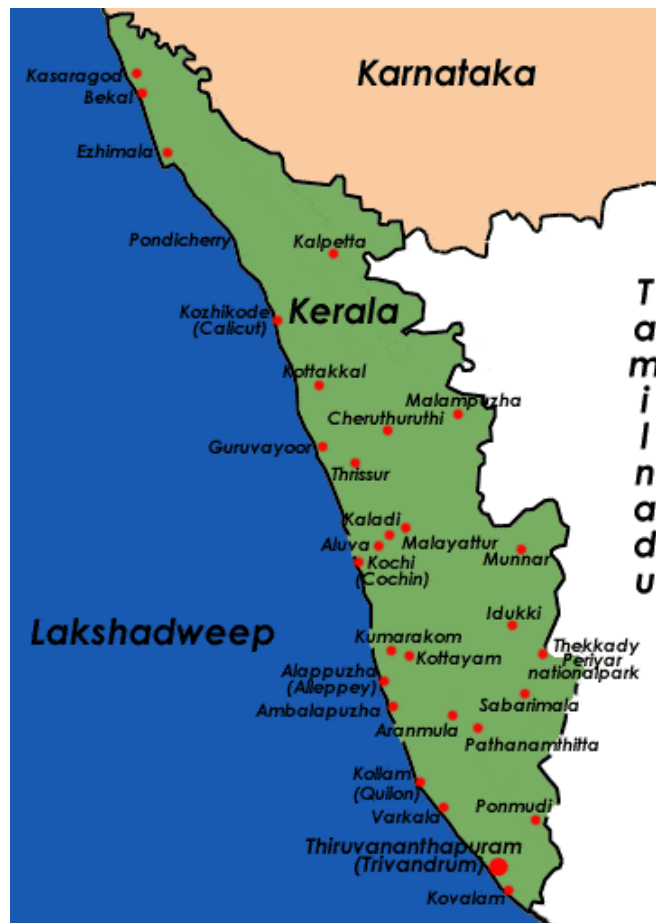 Karnataka
Kasaragod
Bekal
Ezhimala
Pondicherry
Kalpetta
Kozhikode
(Calicut)
Kerala
Tamilnadu
Kottakkal
Malampuzha
Cheruthuruthi
Guruvayoor
Thrissur
Kaladi
Malayattur
Aluva
Munnar
Kochi
(Cochin)
Idukki
Lakshadweep
Kumarakom
Kottayam
Thekkady
Periyar
nationalpark
Alappuzha
(Alleppey)
Sabarimala
Ambalapuzha
Aranmula
Pathanamthitta
Kollam
(Quilon)
Varkala
Ponmudi
Thiruvananthapuram
(Trivandrum)
Kovalam